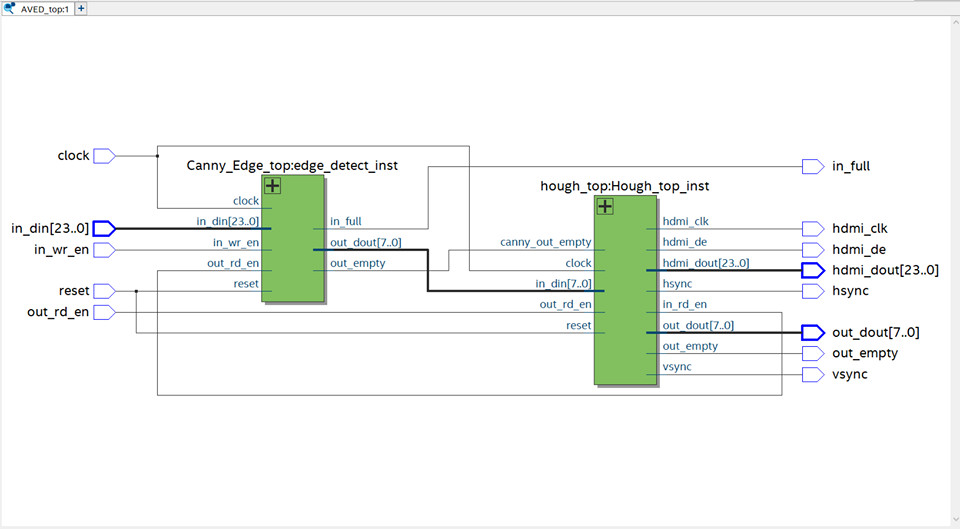 AVED_top:1
clock
in_din[23..0]
in_wr_en
reset
out_rd_en
Canny_Edge_top:edge_detect_inst
clock
in_din[23..0]
in_wr_en
out_rd_en
reset
in_full
out_dout[7..0]
out_empty
hough_top:Hough_top_inst
canny_out_empty
clock
in_din[7..0]
out_rd_en
reset
hdmi_clk
hdmi_de
hdmi_dout[23..0]
hsync
in_rd_en
out_dout[7..0]
out_empty
vsync
in_full
hdmi_clk
hdmi_de
hdmi_dout[23..0]
hsync
out_dout[7..0]
out_empty
vsync